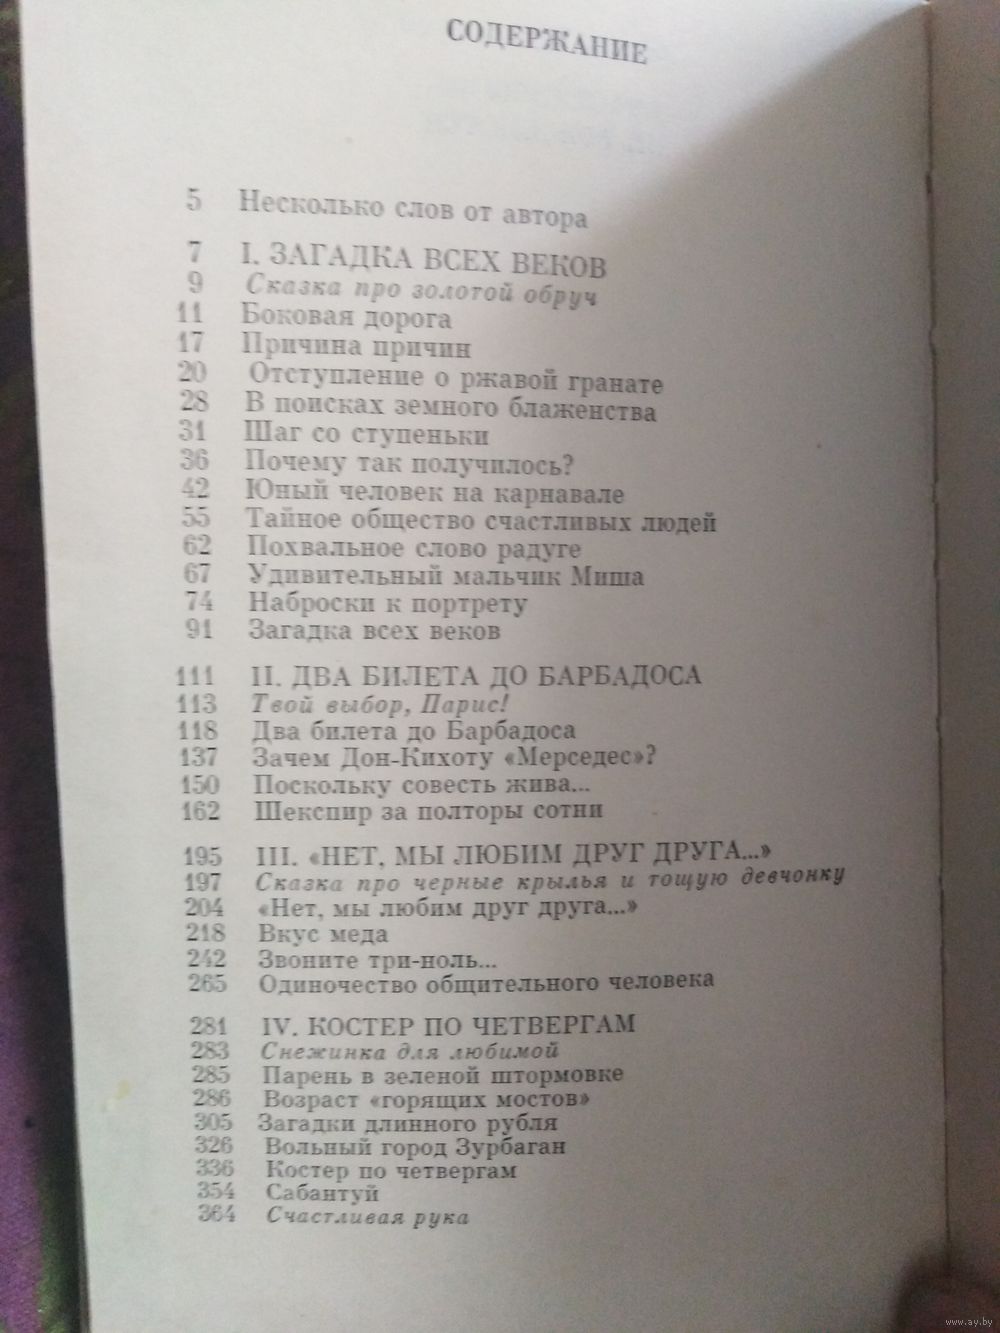 СОДЕРЖАНИЕ
5 Несколько слов от автора
7 I. ЗАГАДКА ВСЕХ ВЕКОВ
9 Сказка про золотой обруч
11 Боковая дорога
17 Причина причин
20 Отступление о ржавой гранате
28 В поисках земного блаженства
31 Шаг со ступеньки
36 Почему так получилось?
42 Юный человек на карнавале
55 Тайное общество счастливых людей
62 Похвальное слово радуге
67 Удивительный мальчик Миша
74 Наброски к портрету
91 Загадка всех веков
111 II. ДВА БИЛЕТА ДО БАРБАДОСА
113 Твой выбор, Парис!
118 Два билета до Барбадоса
137 Зачем Дон-Кихоту «Мерседес»?
150 Поскольку совесть жива...
162 Шекспир за полторы сотни
195 III. «НЕТ, МЫ ЛЮБИМ ДРУГ ДРУГА...»
197 Сказка про черные крылья и тощую девчонку
204 «Нет, мы любим друг друга...»
218 Вкус меда
242 Звоните три-ноль...
265 Одиночество общительного человека
281 IV. КОСТЕР ПО ЧЕТВЕРГАМ
283 Снежинка для любимой
285 Парень в зеленой штормовке
286 Возраст «горящих мостов»
305 Загадки длинного рубля
326 Вольный город Зурбаган
336 Костер по четвергам
354 Сабантуй
364 Счастливая рука
www.ay.by